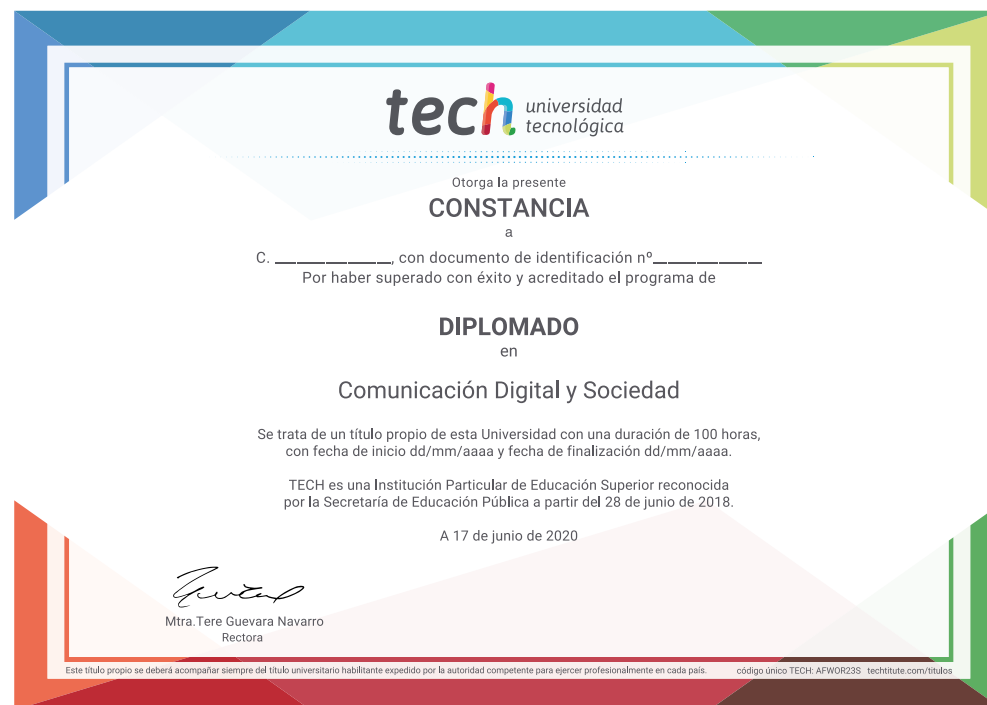 tech universidad
tecnológica
Otorga la presente
CONSTANCIA
a
C. ______________, con documento de identificación nº_____________
Por haber superado con éxito y acreditado el programa de
DIPLOMADO
en
Comunicación Digital y Sociedad
Se trata de un título propio de esta Universidad con una duración de 100 horas,
con fecha de inicio dd/mm/aaaa y fecha de finalización dd/mm/aaaa.
TECH es una Institución Particular de Educación Superior reconocida
por la Secretaría de Educación Pública a partir del 28 de junio de 2018.
A 17 de junio de 2020
Mtra.Tere Guevara Navarro
Rectora
Este título propio se deberá acompañar siempre del título universitario habilitante expedido por la autoridad competente para ejercer profesionalmente en cada país. código único TECH: AFWOR23S techtitute.com/titulos